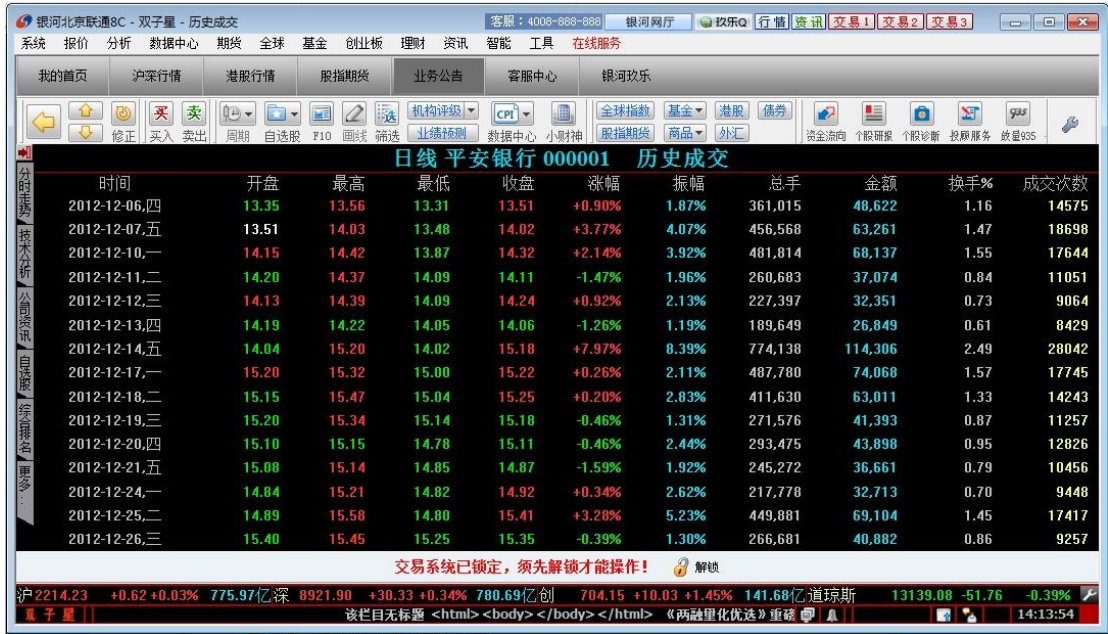 银河北京联通8C - 双子星 - 历史成交 客服：4008-888-888 银河网厅 玖乐Q 行情 资讯 交易1 交易2 交易3
系统 报价 分析 数据中心 期货 全球 基金 创业板 理财 资讯 智能 工具 在线服务
我的首页 沪深行情 港股行情 股指期货 业务公告 客服中心 银河玖乐
买 卖 机构评级 CPI 全球指数 基金 港股 债券 935
修正 买入 卖出 周期 自选股 F10 画线 筛选 业绩预测 数据中心 小财神 股指期货 商品 外汇 资金流向 个股研报 个股诊断 投顾服务 放量935
日线 平安银行 000001 历史成交
时间 开盘 最高 最低 收盘 涨幅 振幅 总手 金额 换手% 成交次数
2012-12-06,四 13.35 13.56 13.31 13.51 +0.90% 1.87% 361,015 48,622 1.16 14575
2012-12-07,五 13.51 14.03 13.48 14.02 +3.77% 4.07% 456,568 63,261 1.47 18698
2012-12-10,一 14.15 14.42 13.87 14.32 +2.14% 3.92% 481,814 68,137 1.55 17644
2012-12-11,二 14.20 14.37 14.09 14.11 -1.47% 1.96% 260,683 37,074 0.84 11051
2012-12-12,三 14.13 14.39 14.09 14.24 +0.92% 2.13% 227,397 32,351 0.73 9064
2012-12-13,四 14.19 14.22 14.05 14.06 -1.26% 1.19% 189,649 26,849 0.61 8429
2012-12-14,五 14.04 15.20 14.02 15.18 +7.97% 8.39% 774,138 114,306 2.49 28042
2012-12-17,一 15.20 15.32 15.00 15.22 +0.26% 2.11% 487,780 74,068 1.57 17745
2012-12-18,二 15.15 15.47 15.04 15.25 +0.20% 2.83% 411,630 63,011 1.33 14243
2012-12-19,三 15.20 15.34 15.14 15.18 -0.46% 1.31% 271,576 41,393 0.87 11257
2012-12-20,四 15.10 15.15 14.78 15.11 -0.46% 2.44% 293,475 43,898 0.95 12826
2012-12-21,五 15.08 15.14 14.85 14.87 -1.59% 1.92% 245,272 36,661 0.79 10456
2012-12-24,一 14.84 15.21 14.82 14.92 +0.34% 2.62% 217,778 32,713 0.70 9448
2012-12-25,二 14.89 15.58 14.80 15.41 +3.28% 5.23% 449,881 69,104 1.45 17417
2012-12-26,三 15.40 15.45 15.25 15.35 -0.39% 1.30% 266,681 40,882 0.86 9257
分时走势
技术分析
公司资讯
自选股
综合排名
更多...
交易系统已锁定，须先解锁才能操作！ 解锁
沪2214.23 +0.62 +0.03% 775.97亿 深 8921.90 +30.33 +0.34% 780.69亿 创 704.15 +10.03 +1.45% 141.68亿 道琼斯 13139.08 -51.76 -0.39%
双子星 该栏目无标题 <html> <body> </body> </html> 《两融量化优选》重磅 14:13:54